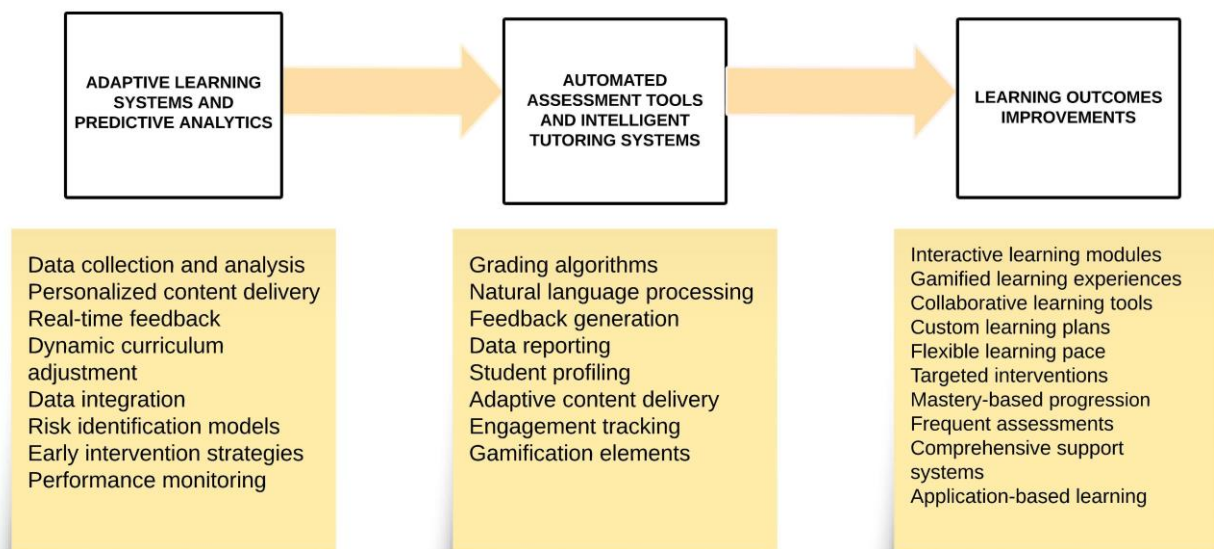 ADAPTIVE LEARNING
SYSTEMS AND
PREDICTIVE ANALYTICS
AUTOMATED
ASSESSMENT TOOLS
AND INTELLIGENT
TUTORING SYSTEMS
LEARNING OUTCOMES
IMPROVEMENTS
Data collection and analysis
Personalized content delivery
Real-time feedback
Dynamic curriculum
adjustment
Data integration
Risk identification models
Early intervention strategies
Performance monitoring
Grading algorithms
Natural language processing
Feedback generation
Data reporting
Student profiling
Adaptive content delivery
Engagement tracking
Gamification elements
Interactive learning modules
Gamified learning experiences
Collaborative learning tools
Custom learning plans
Flexible learning pace
Targeted interventions
Mastery-based progression
Frequent assessments
Comprehensive support
systems
Application-based learning